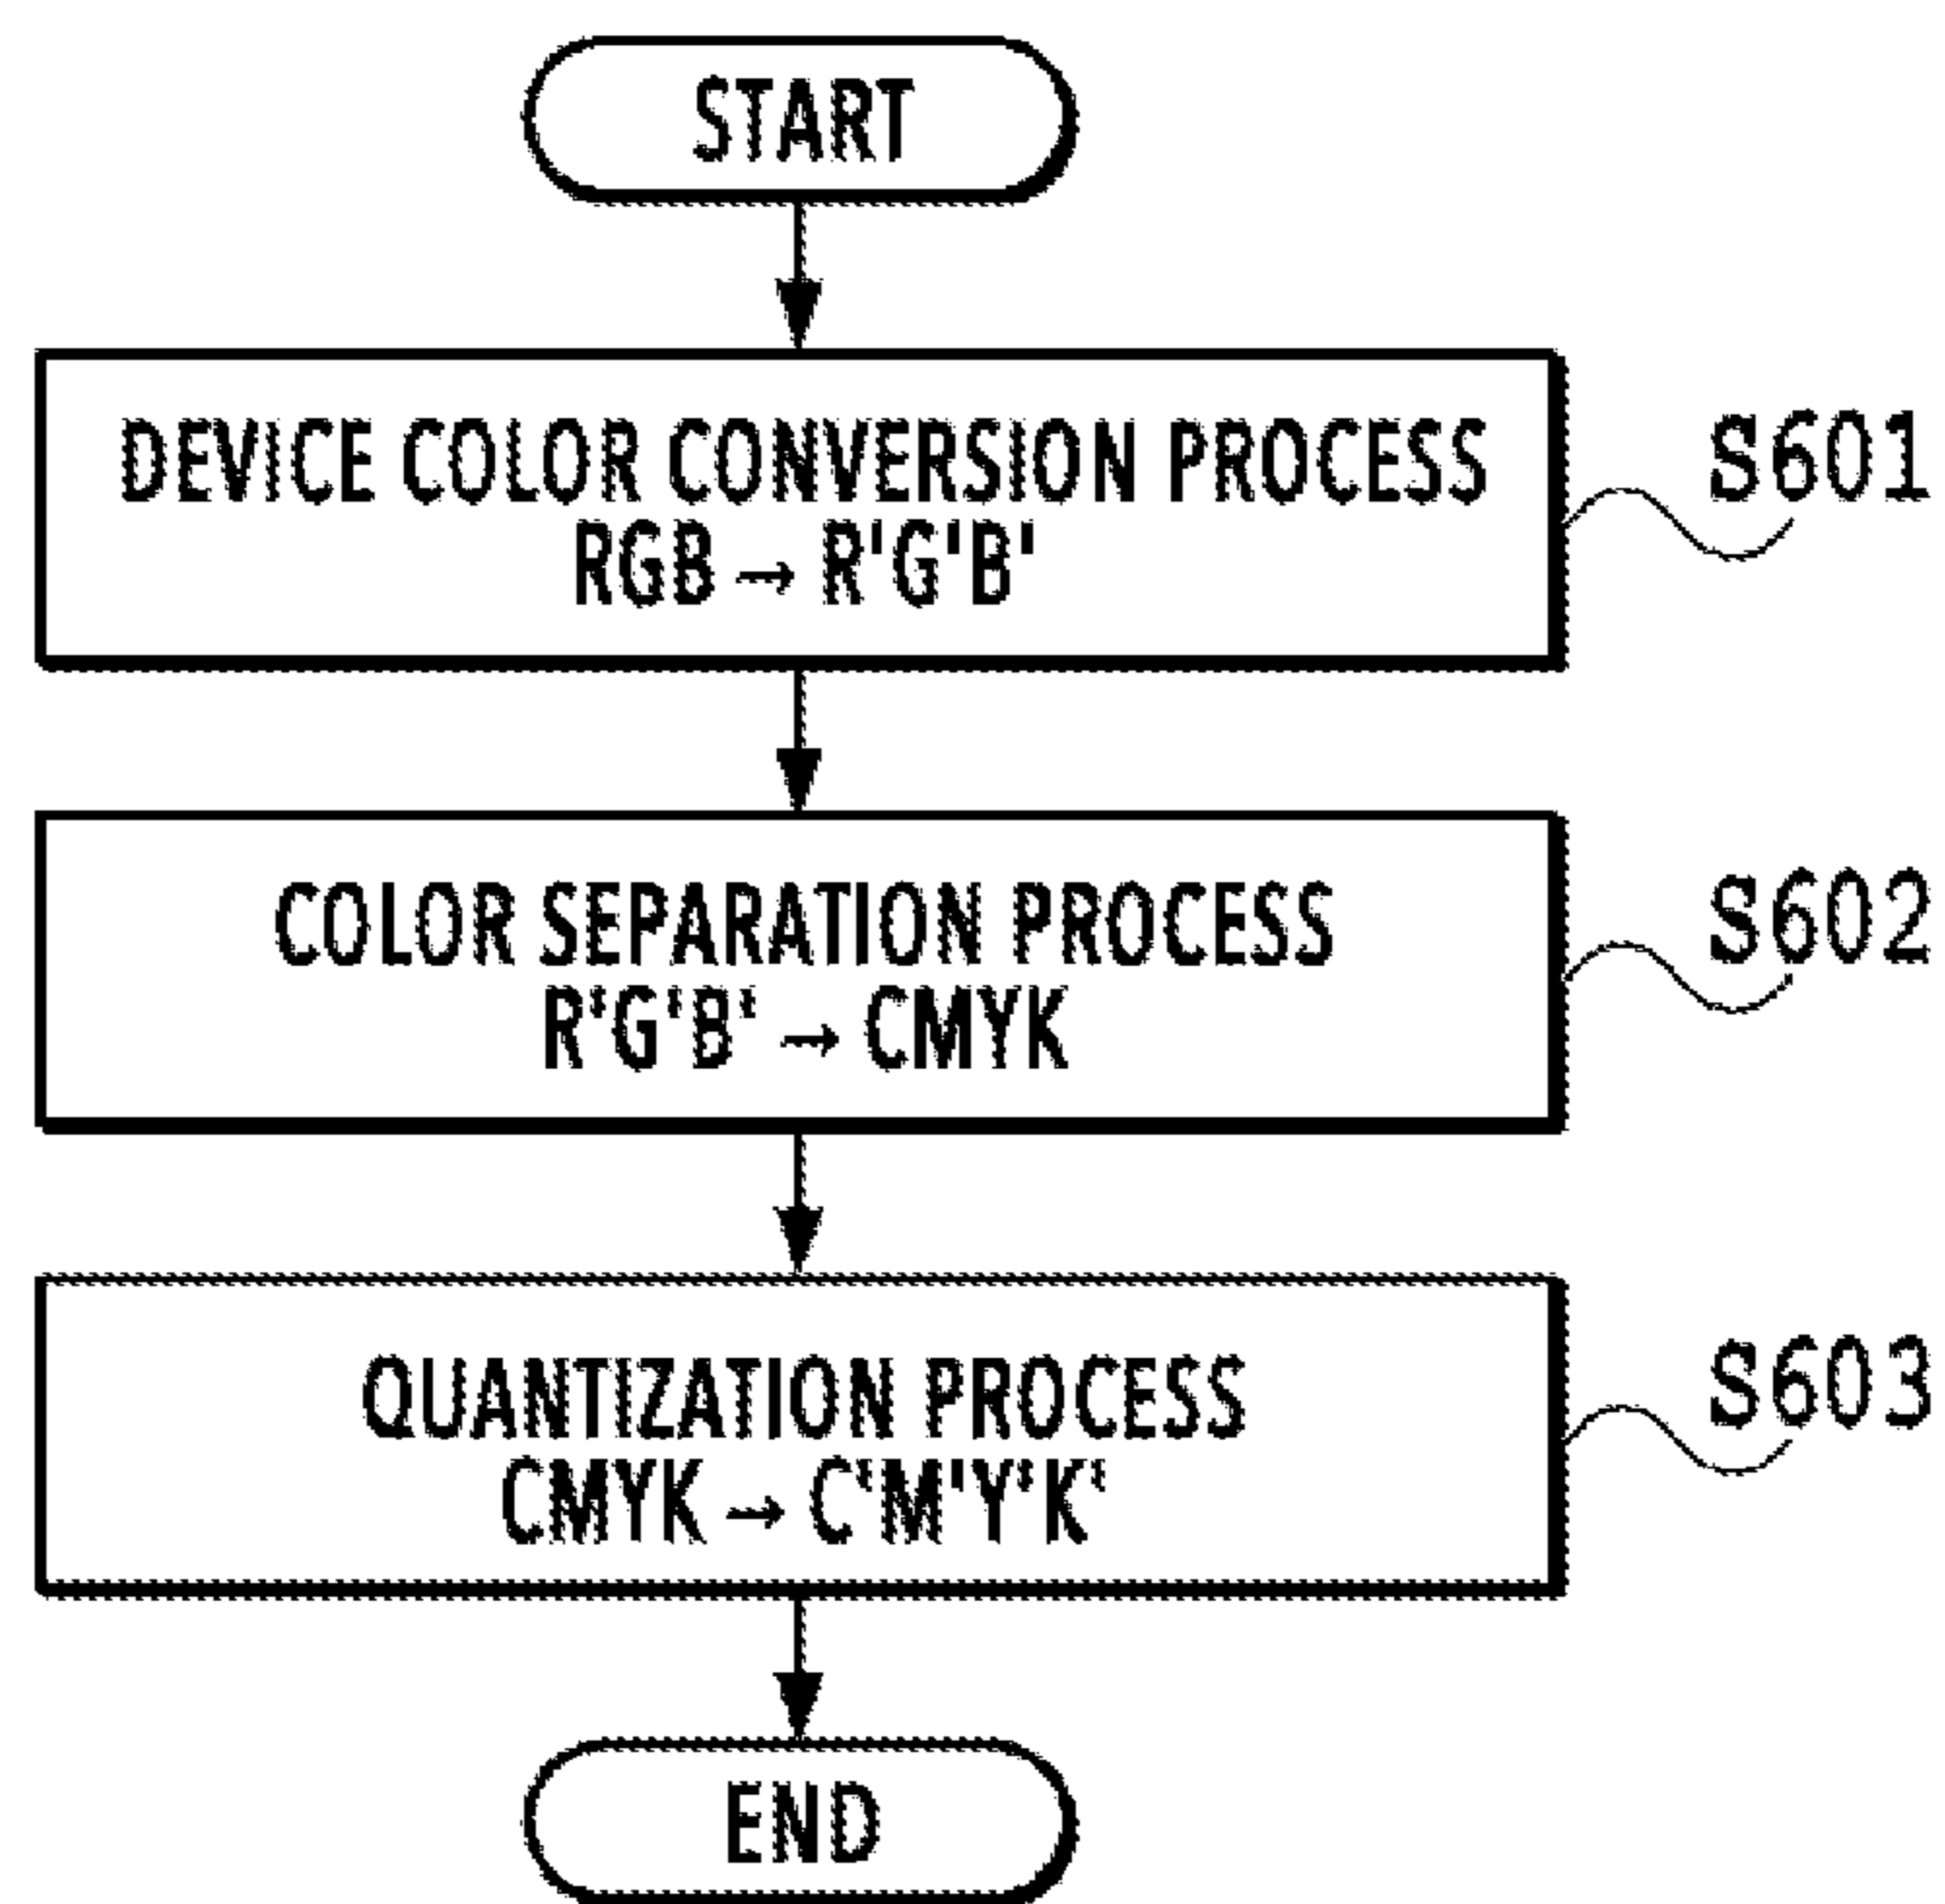 START
DEVICE COLOR CONVERSION PROCESS
RGB → R'G'B'
S601
COLOR SEPARATION PROCESS
R'G'B' → CMYK
S602
QUANTIZATION PROCESS
CMYK → C'M'Y'K'
S603
END